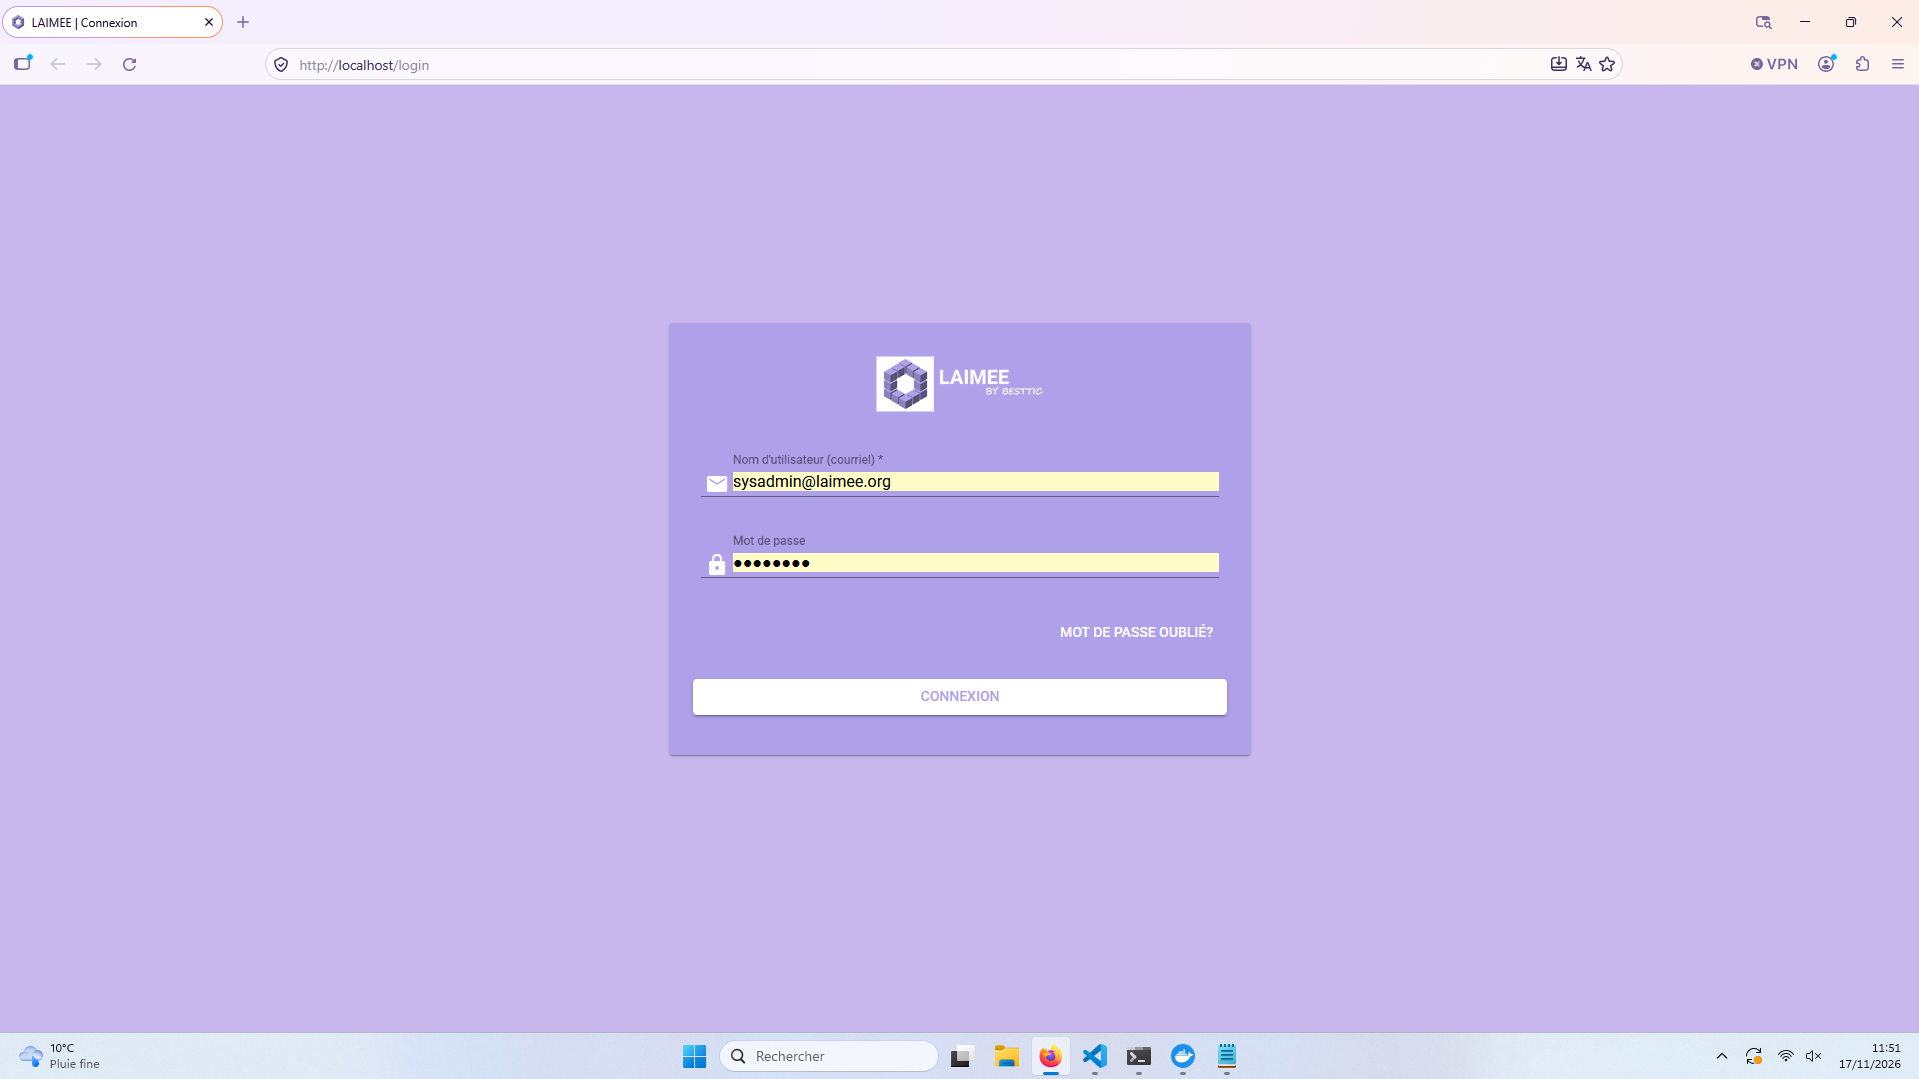 LAIMEE | Connexion
http://localhost/login
VPN
LAIMEE
BY BESTTIC
Nom d'utilisateur (courriel) *
sysadmin@laimee.org
Mot de passe
••••••••
MOT DE PASSE OUBLIÉ?
CONNEXION
10°C
Pluie fine
Rechercher
11:51
17/11/2026